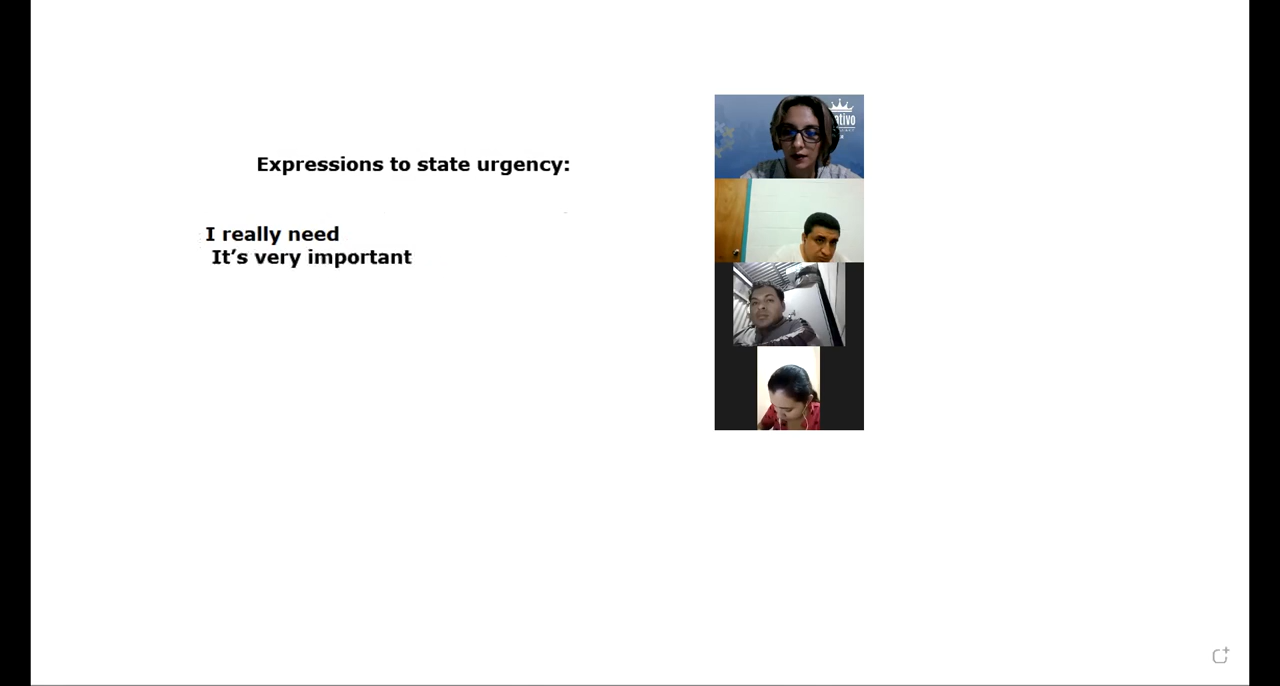 Expressions to state urgency:
I really need
It's very important